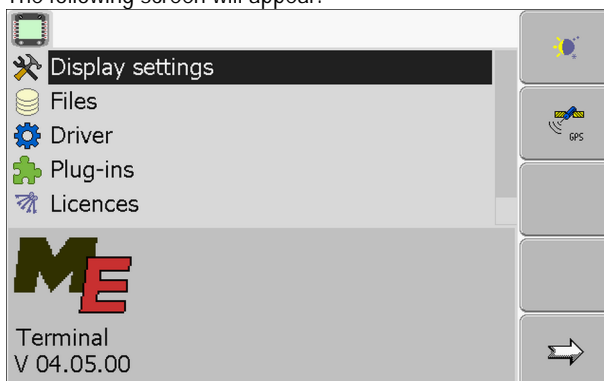 The following screen will appear:
Display settings
Files
Driver
Plug-ins
Licences
GPS
ME
Terminal
V 04.05.00